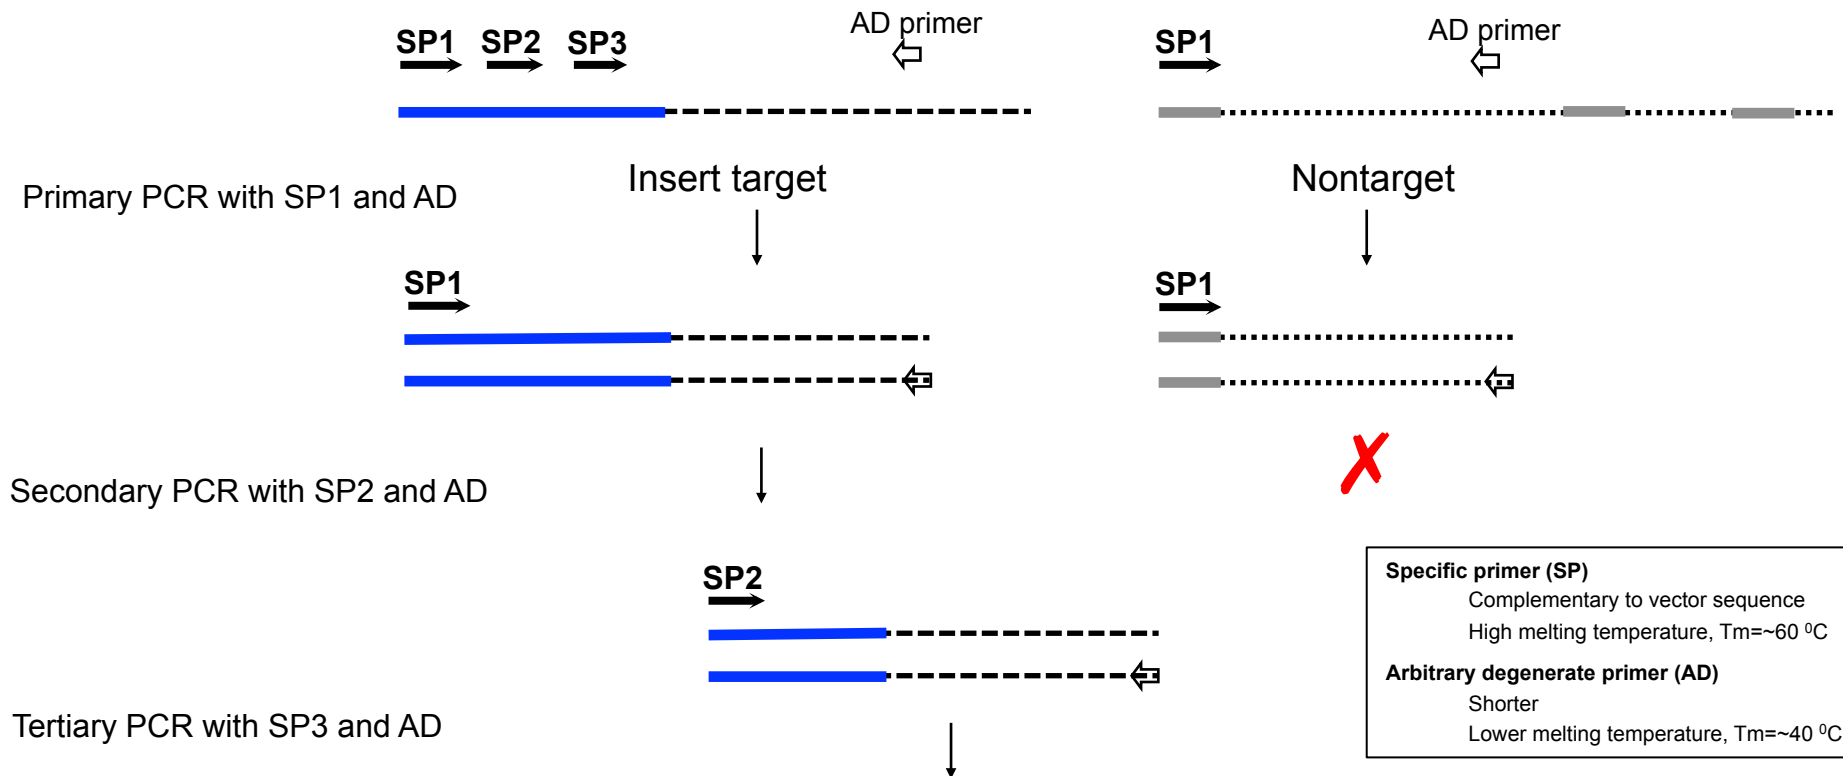 AD primer
SP1 SP2 SP3
SP1
AD primer
Insert target
Nontarget
Primary PCR with SP1 and AD
SP1
SP1
Secondary PCR with SP2 and AD
SP2
Specific primer (SP)
Complementary to vector sequence
High melting temperature, Tm=~60 ⁰C
Arbitrary degenerate primer (AD)
Shorter
Lower melting temperature, Tm=~40 ⁰C
Tertiary PCR with SP3 and AD